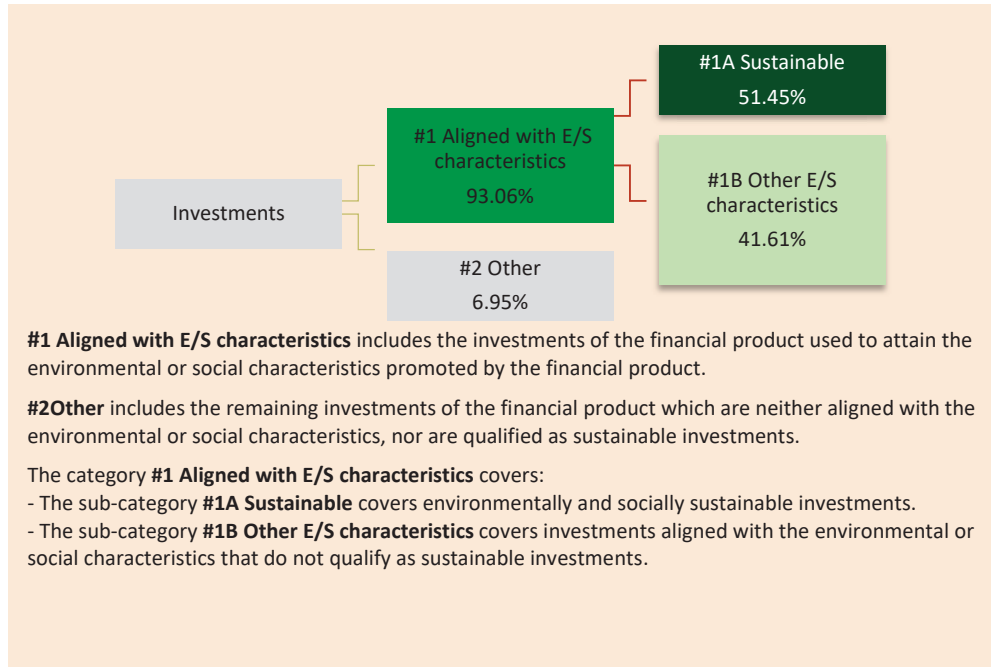 #1A Sustainable
51.45%
#1 Aligned with E/S
characteristics
93.06%
#1B Other E/S
characteristics
41.61%
Investments
#2 Other
6.95%
#1 Aligned with E/S characteristics includes the investments of the financial product used to attain the
environmental or social characteristics promoted by the financial product.
#2Other includes the remaining investments of the financial product which are neither aligned with the
environmental or social characteristics, nor are qualified as sustainable investments.
The category #1 Aligned with E/S characteristics covers:
- The sub-category #1A Sustainable covers environmentally and socially sustainable investments.
- The sub-category #1B Other E/S characteristics covers investments aligned with the environmental or
social characteristics that do not qualify as sustainable investments.